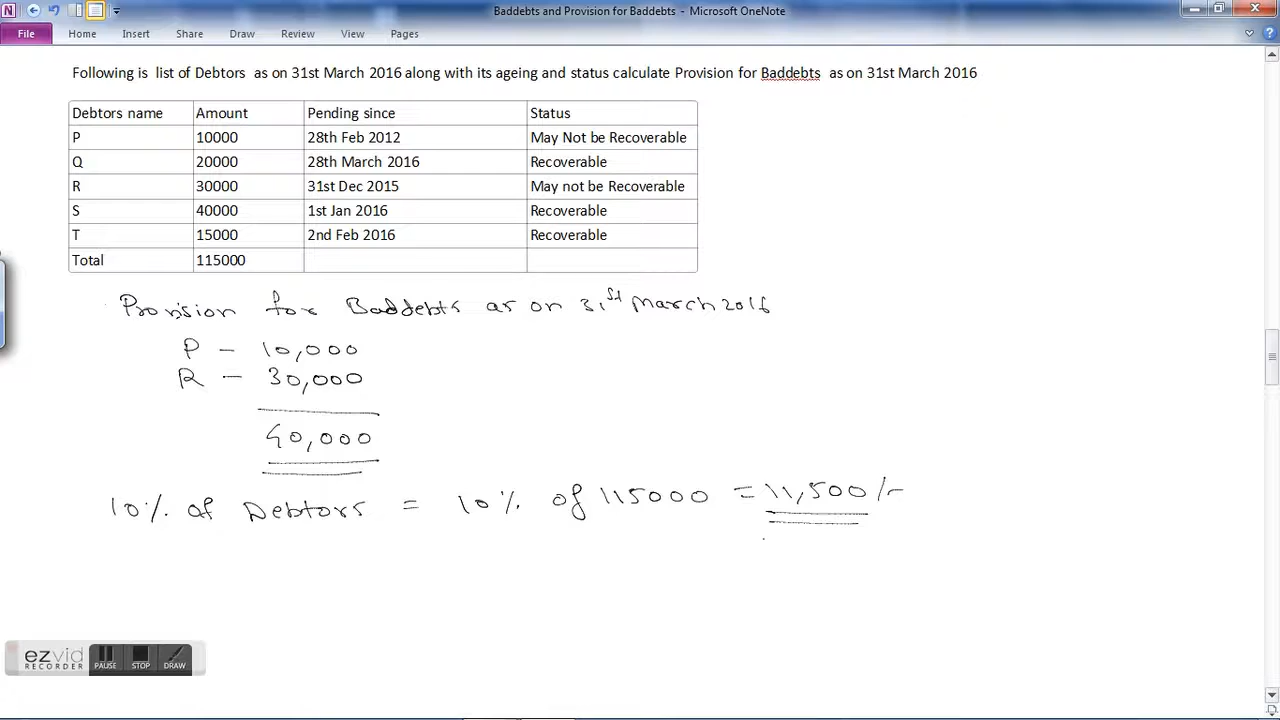 Baddebts and Provision for Baddebts - Microsoft OneNote
File Home Insert Share Draw Review View Pages
Following is list of Debtors as on 31st March 2016 along with its ageing and status calculate Provision for Baddebts as on 31st March 2016
Debtors name Amount Pending since Status
P 10000 28th Feb 2012 May Not be Recoverable
Q 20000 28th March 2016 Recoverable
R 30000 31st Dec 2015 May not be Recoverable
S 40000 1st Jan 2016 Recoverable
T 15000 2nd Feb 2016 Recoverable
Total 115000
Provision for Baddebts as on 31st March 2016
P - 10,000
R - 30,000
40,000
10% of Debtors = 10% of 115000 = 11,500/-
ezvid
RECORDER
PAUSE STOP DRAW